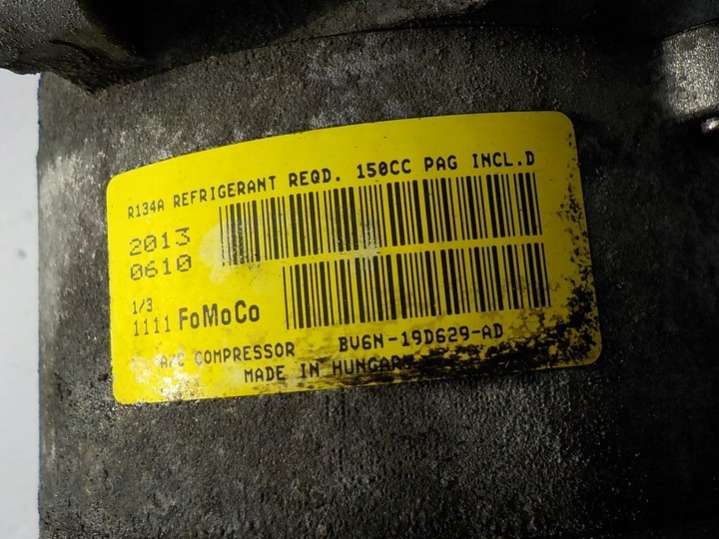 R134A REFRIGERANT REQD. 150CC PAG INCL.D
2013
0610
1/3
1111 FoMoCo
A/C COMPRESSOR BV6N-19D629-AD
MADE IN HUNGARY